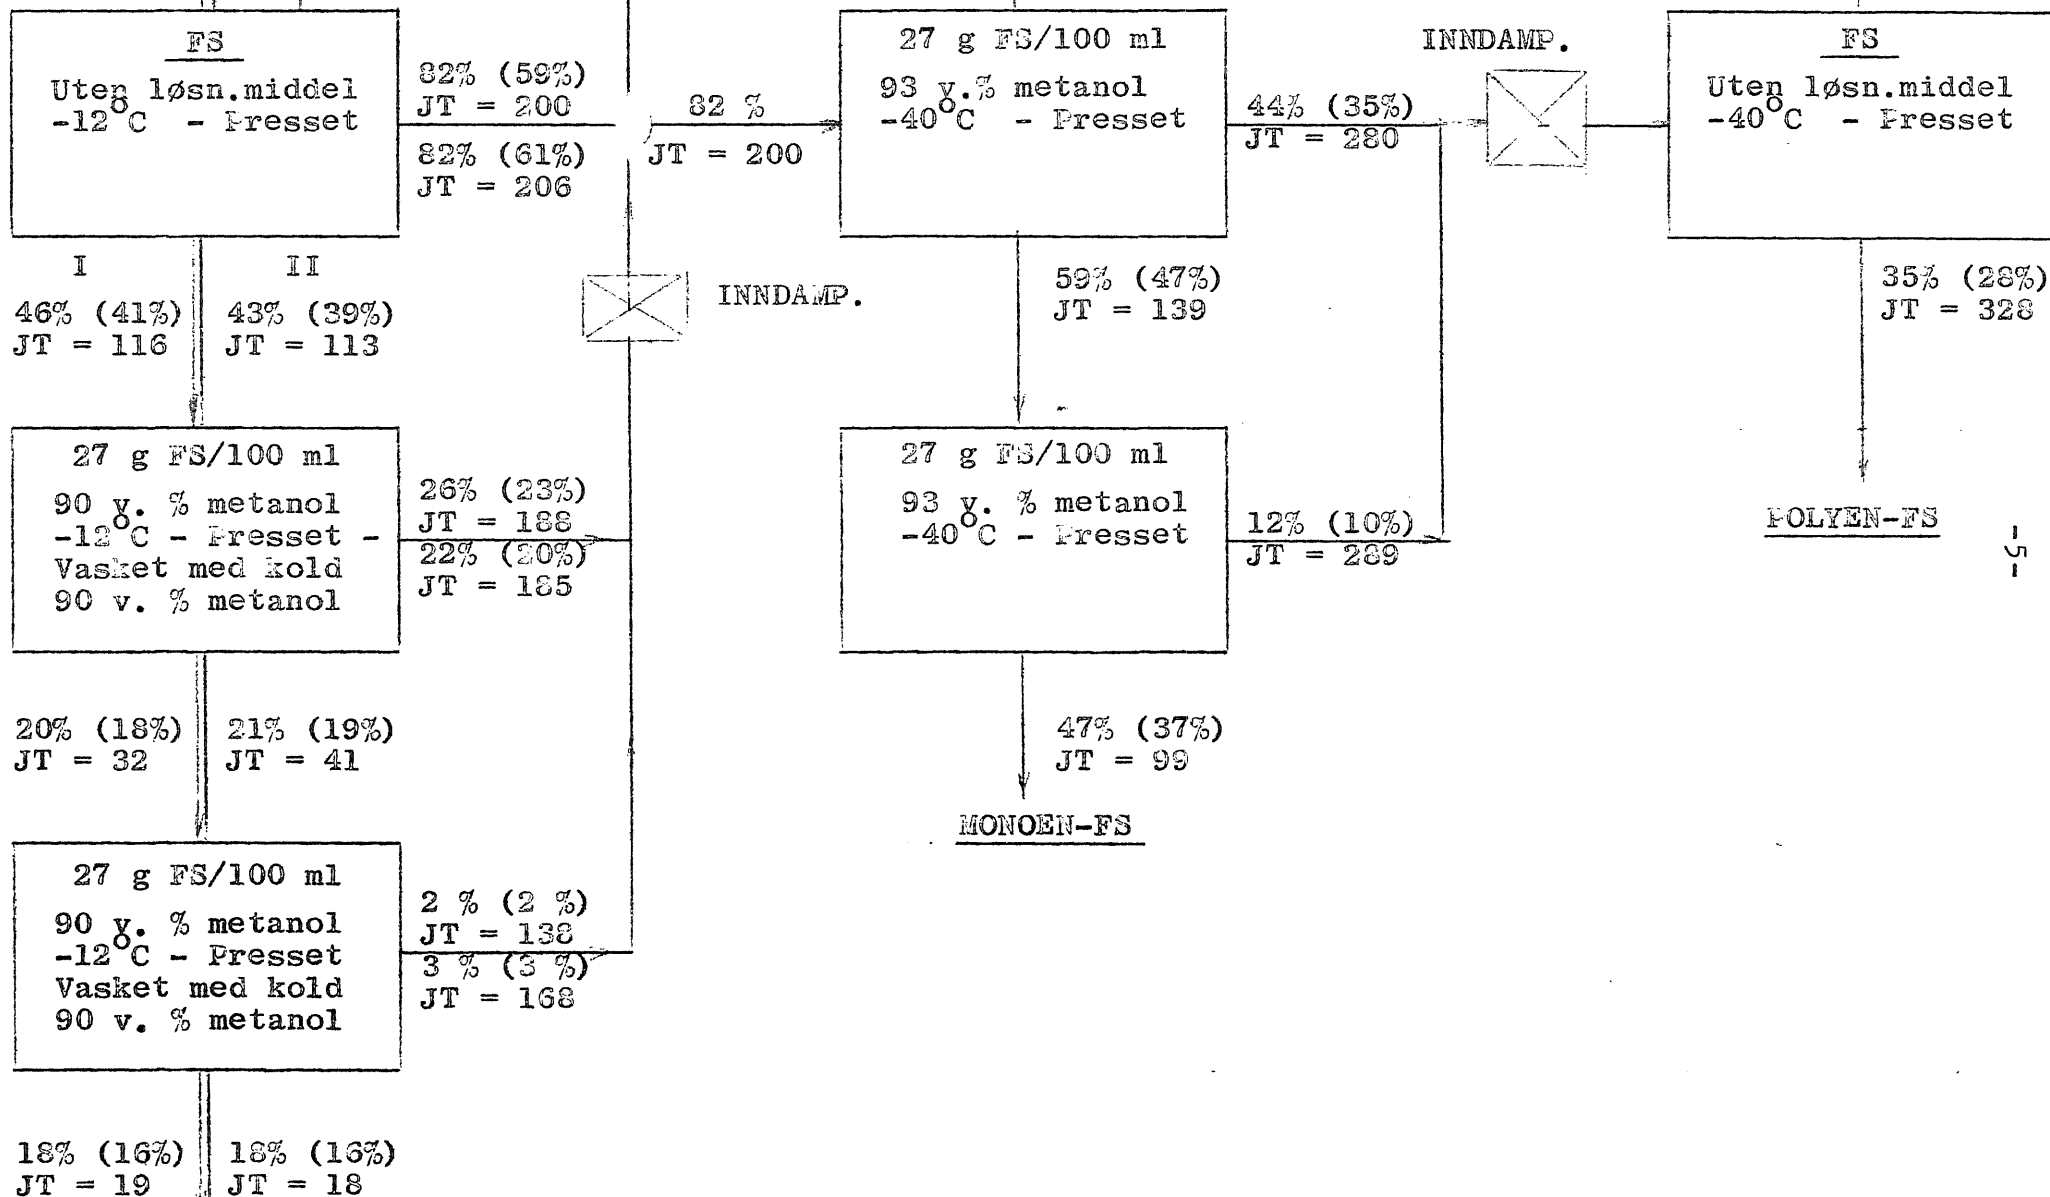 FS
Uten løsn.middel
-12°C - Presset
82% (59%)
JT = 200
82% (61%)
JT = 206
82 %
JT = 200
27 g FS/100 ml
93 v.% metanol
-40°C - Presset
44% (35%)
JT = 280
INNDAMP.
FS
Uten løsn.middel
-40°C - Presset
I
46% (41%)
JT = 116
II
43% (39%)
JT = 113
INNDAMP.
59% (47%)
JT = 139
35% (28%)
JT = 328
27 g FS/100 ml
90 v. % metanol
-12°C - Presset -
Vasket med kold
90 v. % metanol
26% (23%)
JT = 188
22% (20%)
JT = 185
27 g FS/100 ml
93 v. % metanol
-40°C - Presset
12% (10%)
JT = 289
POLYEN-FS
-5-
20% (18%)
JT = 32
21% (19%)
JT = 41
47% (37%)
JT = 99
MONOEN-FS
27 g FS/100 ml
90 v. % metanol
-12°C - Presset
Vasket med kold
90 v. % metanol
2 % (2 %)
JT = 138
3 % (3 %)
JT = 168
18% (16%)
JT = 19
18% (16%)
JT = 18